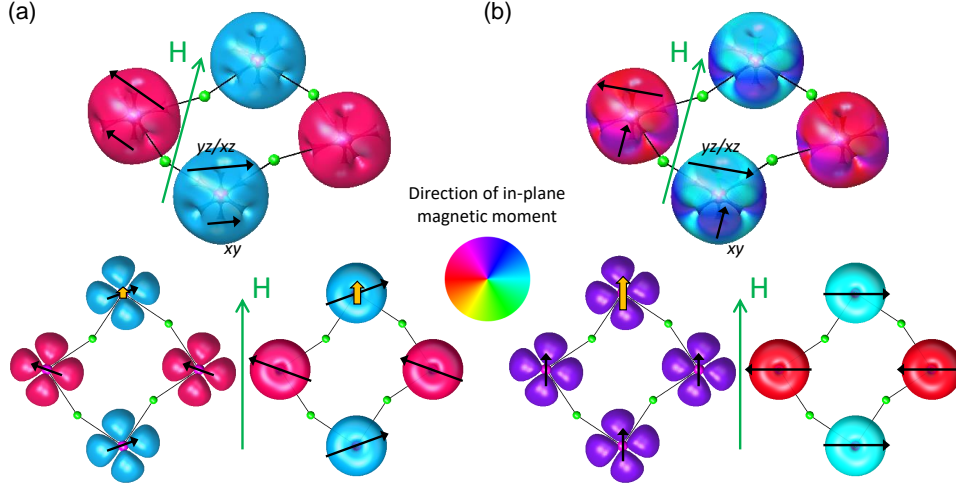 (a)
(b)
H
H
yz/xz
yz/xz
Direction of in-plane
magnetic moment
xy
xy
H
H